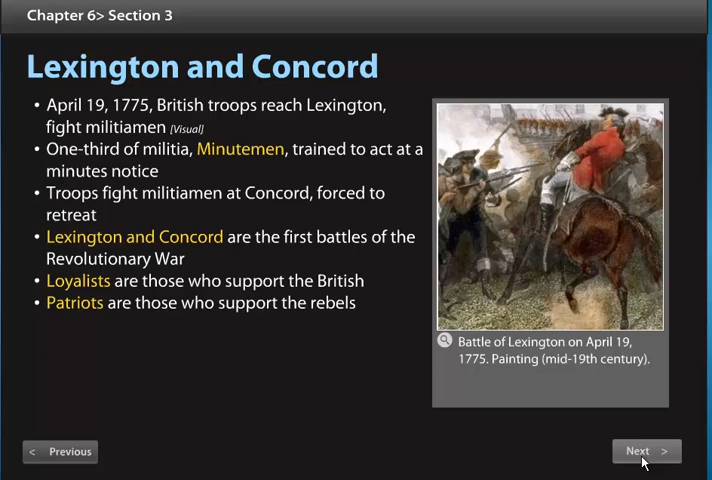 Chapter 6> Section 3
Lexington and Concord
• April 19, 1775, British troops reach Lexington,
fight militiamen [Visual]
• One-third of militia, Minutemen, trained to act at a
minutes notice
• Troops fight militiamen at Concord, forced to
retreat
• Lexington and Concord are the first battles of the
Revolutionary War
• Loyalists are those who support the British
• Patriots are those who support the rebels
Battle of Lexington on April 19,
1775. Painting (mid-19th century).
< Previous
Next >